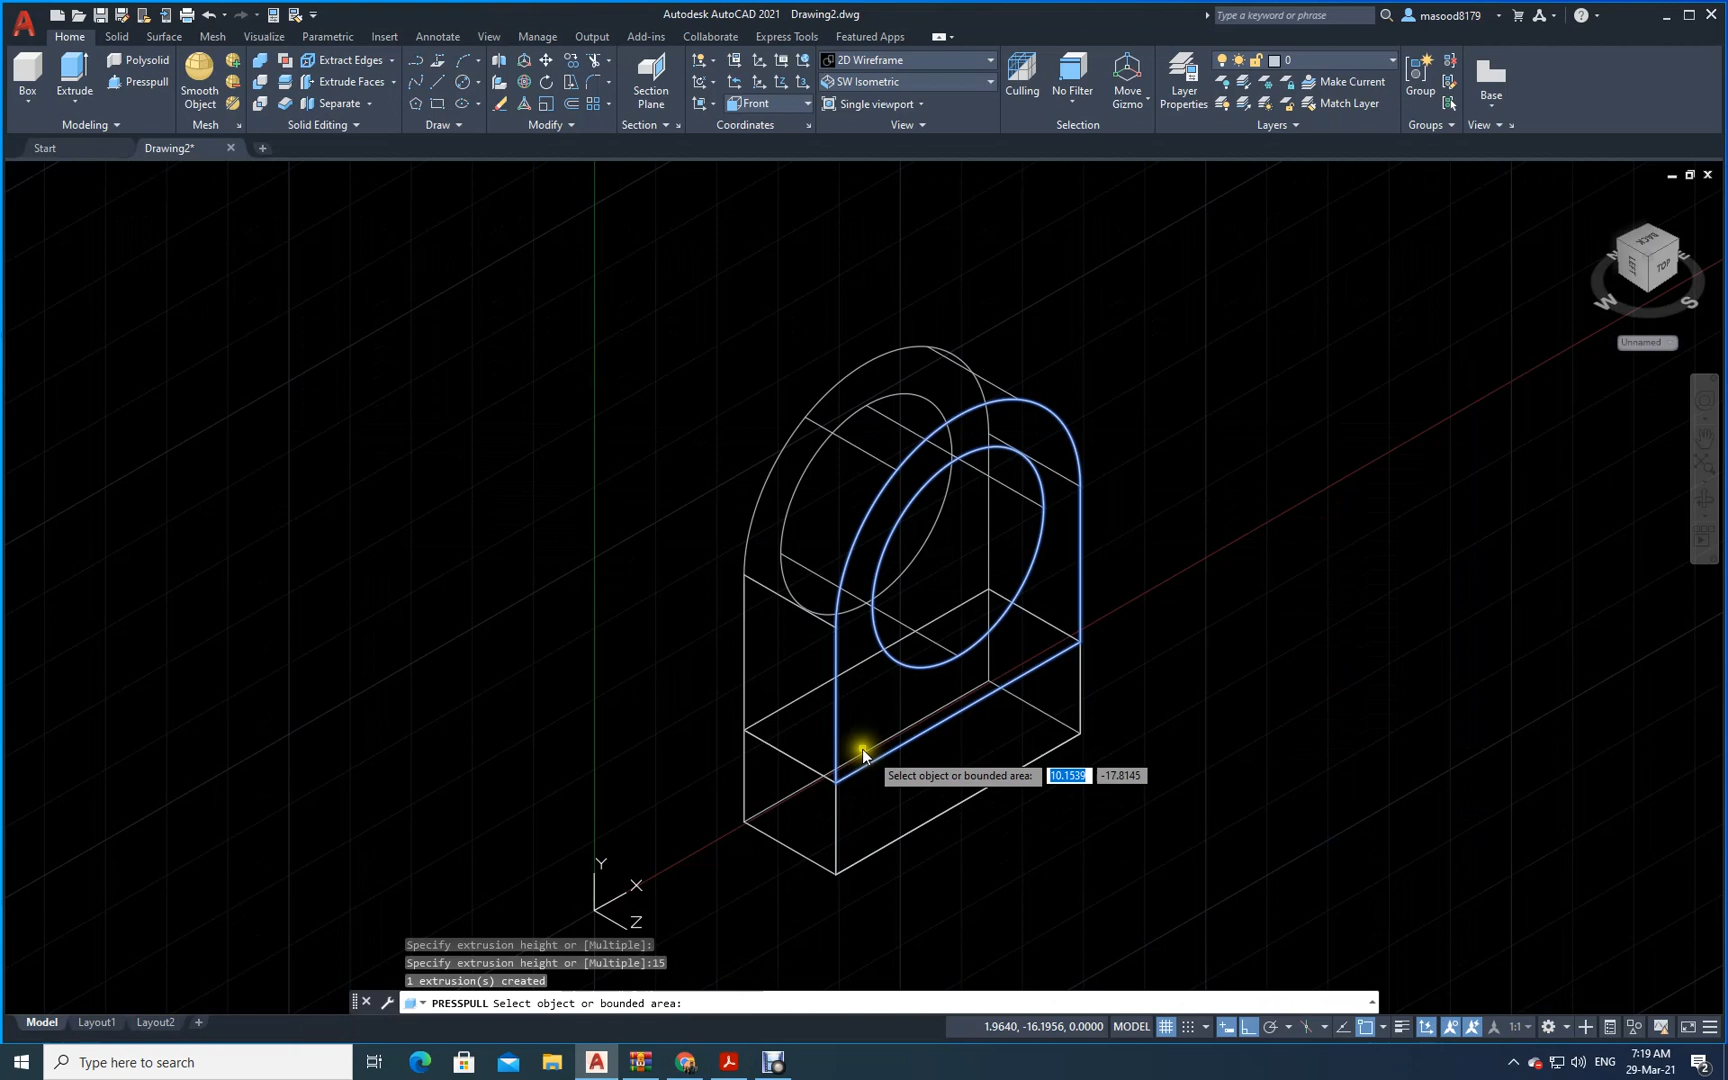 Autodesk AutoCAD 2021 Drawing2.dwg
Type a keyword or phrase
masood8179
Home Solid Surface Mesh Visualize Parametric Insert Annotate View Manage Output Add-ins Collaborate Express Tools Featured Apps
Box
Extrude
Polysolid
Presspull
Modeling
Smooth
Object
Mesh
Extract Edges
Extrude Faces
Separate
Solid Editing
Draw
Modify
Section
Plane
Section
Front
Coordinates
2D Wireframe
SW Isometric
Single viewport
View
Culling
No Filter
Move
Gizmo
Selection
Layer
Properties
0
Make Current
Match Layer
Layers
Group
Groups
Base
View
Start
Drawing2*
BACK
LEFT
TOP
W
S
Unnamed
Select object or bounded area: 10.1539 -17.8145
Y
X
Z
Specify extrusion height or [Multiple]:
Specify extrusion height or [Multiple]:15
1 extrusion(s) created
PRESSPULL Select object or bounded area:
Model Layout1 Layout2
1.9640, -16.1956, 0.0000 MODEL
1:1
Type here to search
ENG
7:19 AM
29-Mar-21
2